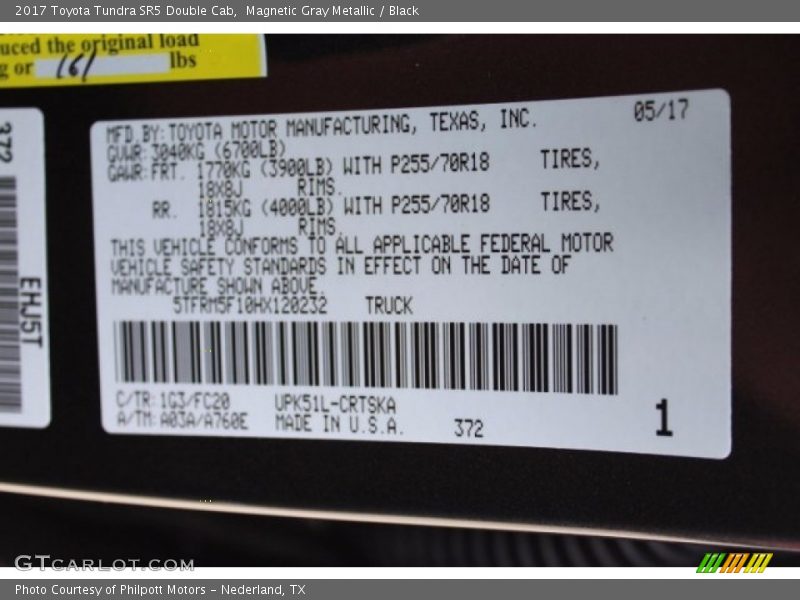 2017 Toyota Tundra SR5 Double Cab, Magnetic Gray Metallic / Black
uced the original load
g or 161 lbs
372
EHJ5T
MFD. BY: TOYOTA MOTOR MANUFACTURING, TEXAS, INC. 05/17
GVWR: 3040KG (6700LB)
GAWR: FRT. 1770KG (3900LB) WITH P255/70R18 TIRES,
18X8J RIMS.
RR. 1815KG (4000LB) WITH P255/70R18 TIRES,
18X8J RIMS.
THIS VEHICLE CONFORMS TO ALL APPLICABLE FEDERAL MOTOR
VEHICLE SAFETY STANDARDS IN EFFECT ON THE DATE OF
MANUFACTURE SHOWN ABOVE.
5TFRM5F10HX120232 TRUCK
C/TR: 1G3/FC20 UPK51L-CRTSKA
A/TM: A03A/A760E MADE IN U.S.A. 372 1
GTCARLOT.COM
Photo Courtesy of Philpott Motors - Nederland, TX